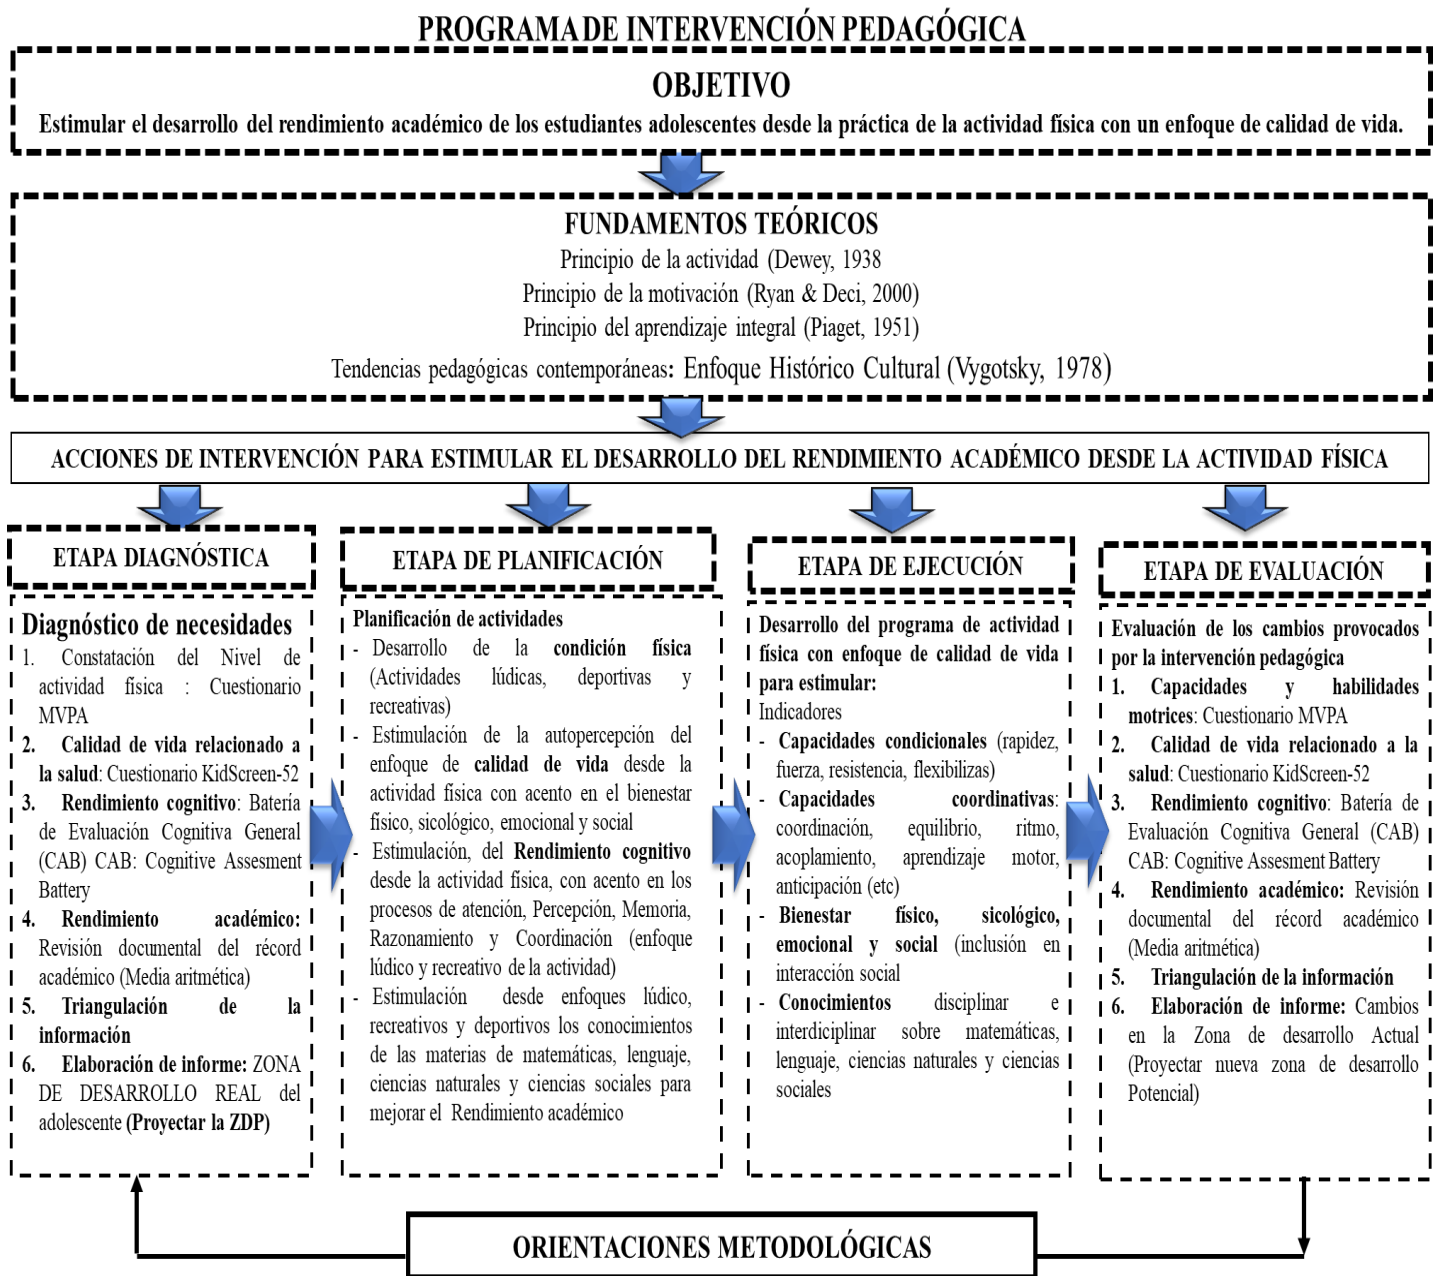 PROGRAMA DE INTERVENCIÓN PEDAGÓGICA
OBJETIVO
Estimular el desarrollo del rendimiento académico de los estudiantes adolescentes desde la práctica de la actividad física con un enfoque de calidad de vida.
FUNDAMENTOS TEÓRICOS
Principio de la actividad (Dewey, 1938
Principio de la motivación (Ryan & Deci, 2000)
Principio del aprendizaje integral (Piaget, 1951)
Tendencias pedagógicas contemporáneas: Enfoque Histórico Cultural (Vygotsky, 1978)
ACCIONES DE INTERVENCIÓN PARA ESTIMULAR EL DESARROLLO DEL RENDIMIENTO ACADÉMICO DESDE LA ACTIVIDAD FÍSICA
ETAPA DIAGNÓSTICA
Diagnóstico de necesidades
1. Constatación del Nivel de
actividad física : Cuestionario
MVPA
2. Calidad de vida relacionado a
la salud: Cuestionario KidScreen-52
3. Rendimiento cognitivo: Batería
de Evaluación Cognitiva General
(CAB) CAB: Cognitive Assesment
Battery
4. Rendimiento académico:
Revisión documental del récord
académico (Media aritmética)
5. Triangulación de la
información
6. Elaboración de informe: ZONA
DE DESARROLLO REAL del
adolescente (Proyectar la ZDP)
ETAPA DE PLANIFICACIÓN
Planificación de actividades
- Desarrollo de la condición física
(Actividades lúdicas, deportivas y
recreativas)
- Estimulación de la autopercepción del
enfoque de calidad de vida desde la
actividad física con acento en el bienestar
físico, sicológico, emocional y social
- Estimulación, del Rendimiento cognitivo
desde la actividad física, con acento en los
procesos de atención, Percepción, Memoria,
Razonamiento y Coordinación (enfoque
lúdico y recreativo de la actividad)
- Estimulación desde enfoques lúdico,
recreativos y deportivos los conocimientos
de las materias de matemáticas, lenguaje,
ciencias naturales y ciencias sociales para
mejorar el Rendimiento académico
ETAPA DE EJECUCIÓN
Desarrollo del programa de actividad
física con enfoque de calidad de vida
para estimular:
Indicadores
- Capacidades condicionales (rapidez,
fuerza, resistencia, flexibilizas)
- Capacidades coordinativas:
coordinación, equilibrio, ritmo,
acoplamiento, aprendizaje motor,
anticipación (etc)
- Bienestar físico, sicológico,
emocional y social (inclusión en
interacción social
- Conocimientos disciplinar e
interdiciplinar sobre matemáticas,
lenguaje, ciencias naturales y ciencias
sociales
ETAPA DE EVALUACIÓN
Evaluación de los cambios provocados
por la intervención pedagógica
1. Capacidades y habilidades
motrices: Cuestionario MVPA
2. Calidad de vida relacionado a la
salud: Cuestionario KidScreen-52
3. Rendimiento cognitivo: Batería de
Evaluación Cognitiva General (CAB)
CAB: Cognitive Assesment Battery
4. Rendimiento académico: Revisión
documental del récord académico
(Media aritmética)
5. Triangulación de la información
6. Elaboración de informe: Cambios
en la Zona de desarrollo Actual
(Proyectar nueva zona de desarrollo
Potencial)
ORIENTACIONES METODOLÓGICAS